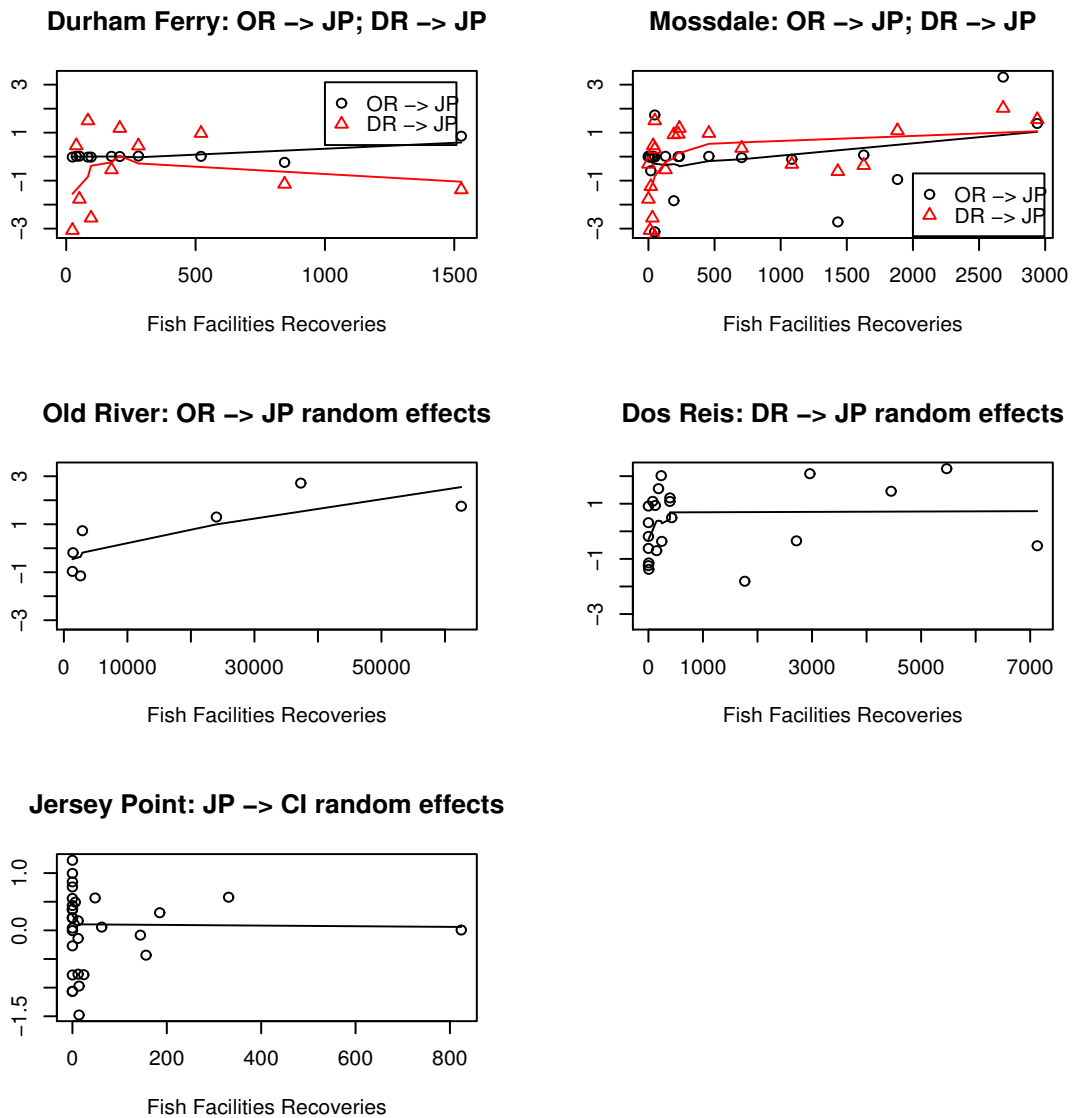 Durham Ferry: OR −> JP; DR −> JP
3
1
−1
−3
OR −> JP
DR −> JP
0 500 1000 1500
Fish Facilities Recoveries
Mossdale: OR −> JP; DR −> JP
3
1
−1
−3
OR −> JP
DR −> JP
0 500 1000 1500 2000 2500 3000
Fish Facilities Recoveries
Old River: OR −> JP random effects
3
1
−1
−3
0 10000 30000 50000
Fish Facilities Recoveries
Dos Reis: DR −> JP random effects
1
−1
−3
0 1000 3000 5000 7000
Fish Facilities Recoveries
Jersey Point: JP −> CI random effects
1.0
0.0
−1.5
0 200 400 600 800
Fish Facilities Recoveries